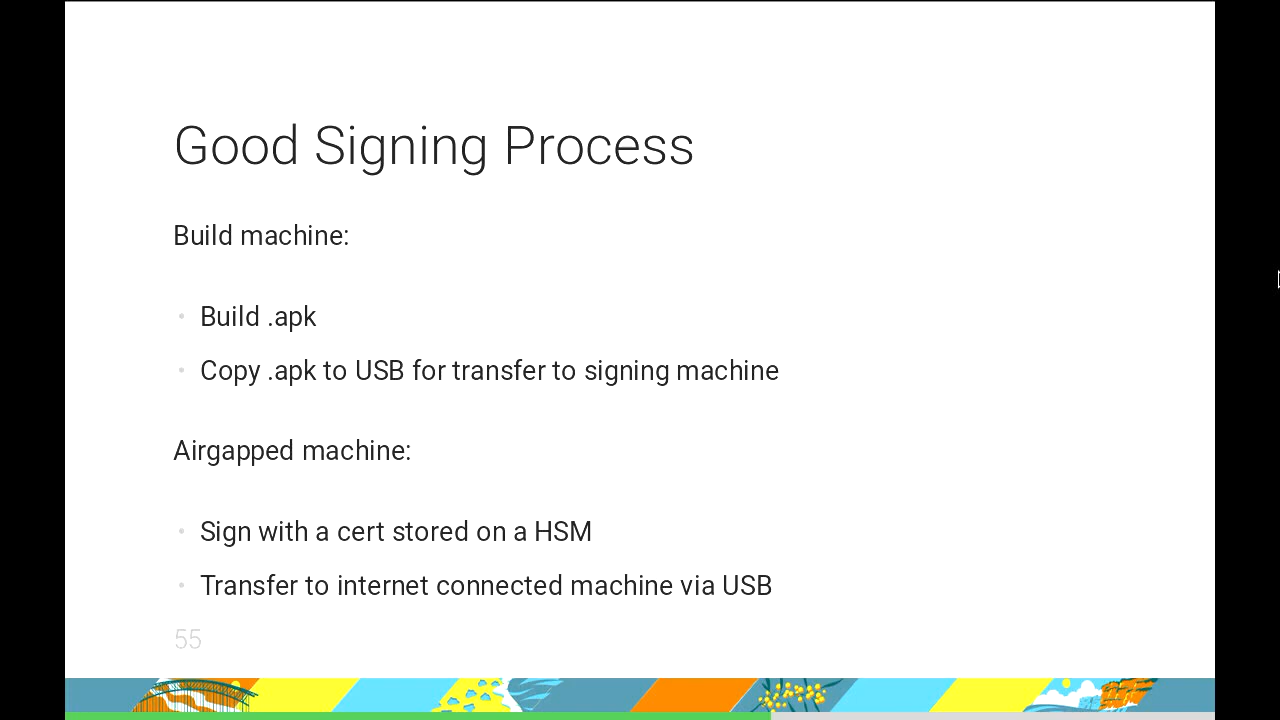 Good Signing Process
Build machine:
• Build .apk
• Copy .apk to USB for transfer to signing machine
Airgapped machine:
• Sign with a cert stored on a HSM
• Transfer to internet connected machine via USB
55